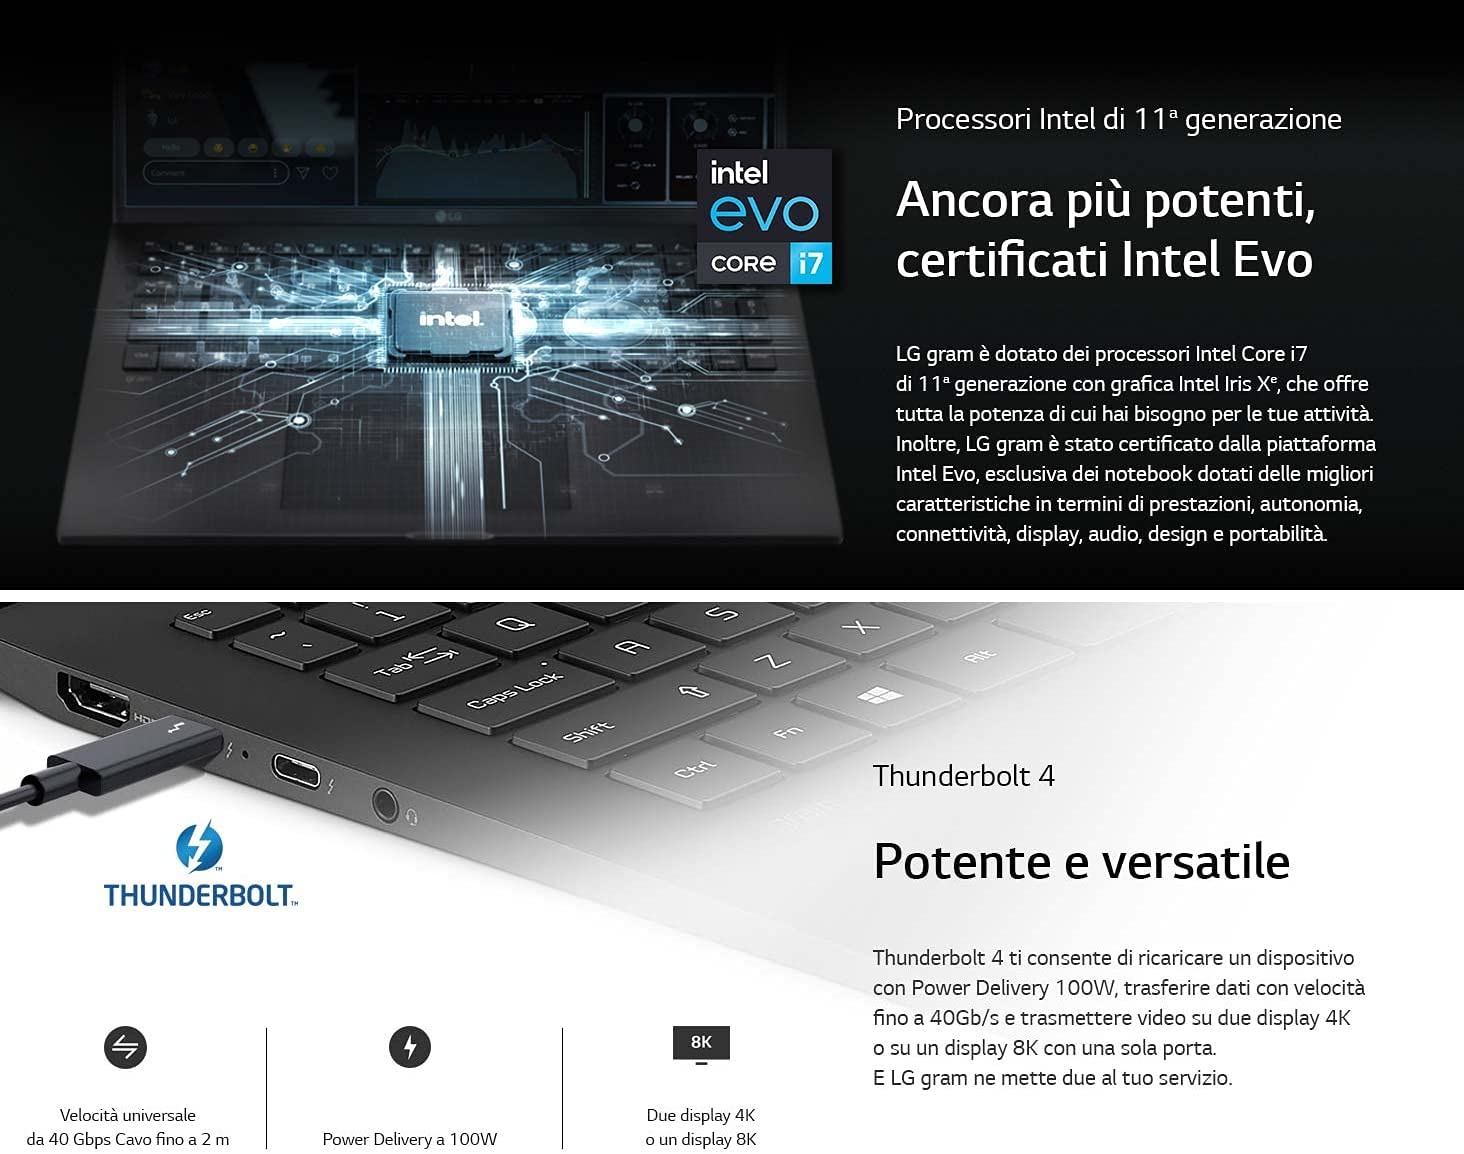 Hello
Comment
LG
intel
evo
CORE i7
intel.
gram
Processori Intel di 11ª generazione
Ancora più potenti,
certificati Intel Evo
LG gram è dotato dei processori Intel Core i7
di 11ª generazione con grafica Intel Iris Xᵉ, che offre
tutta la potenza di cui hai bisogno per le tue attività.
Inoltre, LG gram è stato certificato dalla piattaforma
Intel Evo, esclusiva dei notebook dotati delle migliori
caratteristiche in termini di prestazioni, autonomia,
connettività, display, audio, design e portabilità.
Esc
! 1
~ `
Tab
Q
A
S
Caps Lock
Z
X
Shift
Alt
Fn
Ctrl
THUNDERBOLT™
Thunderbolt 4
Potente e versatile
Thunderbolt 4 ti consente di ricaricare un dispositivo
con Power Delivery 100W, trasferire dati con velocità
fino a 40Gb/s e trasmettere video su due display 4K
o su un display 8K con una sola porta.
E LG gram ne mette due al tuo servizio.
Velocità universale
da 40 Gbps Cavo fino a 2 m
Power Delivery a 100W
8K
Due display 4K
o un display 8K